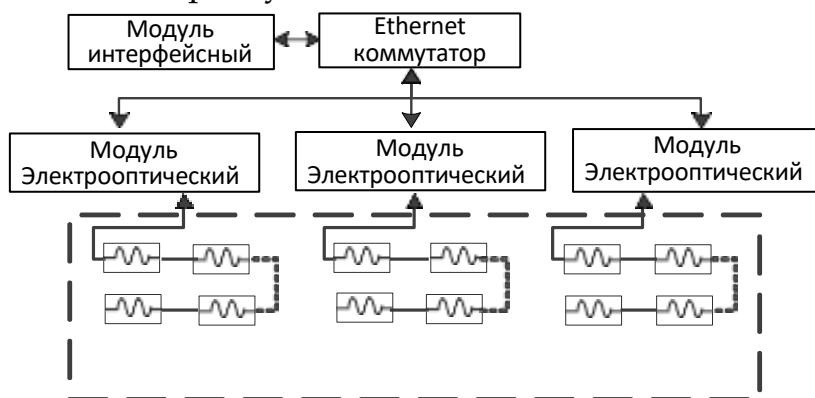 Модуль
интерфейсный
Ethernet
коммутатор
Модуль
Электрооптический
Модуль
Электрооптический
Модуль
Электрооптический